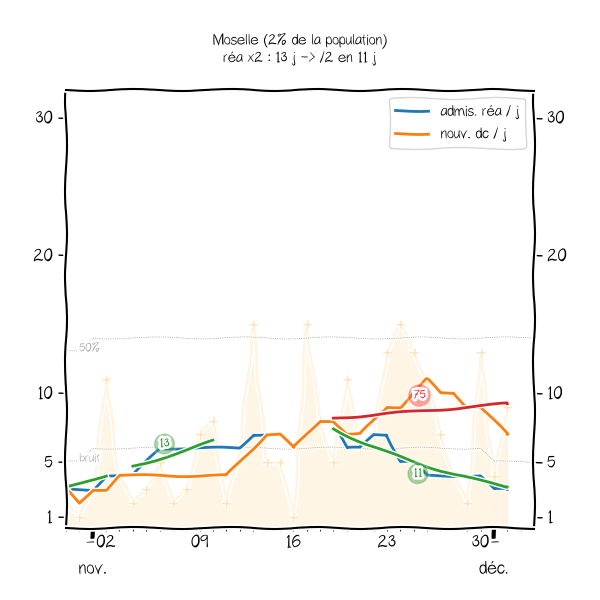 Moselle (2% de la population)
réa x2 : 13 j -> /2 en 11 j
admis. réa / j
nouv. dc / j
30
30
20
20
50%
10
10
75
13
11
bruit
5
5
1
1
02
09
16
23
30
nov.
déc.